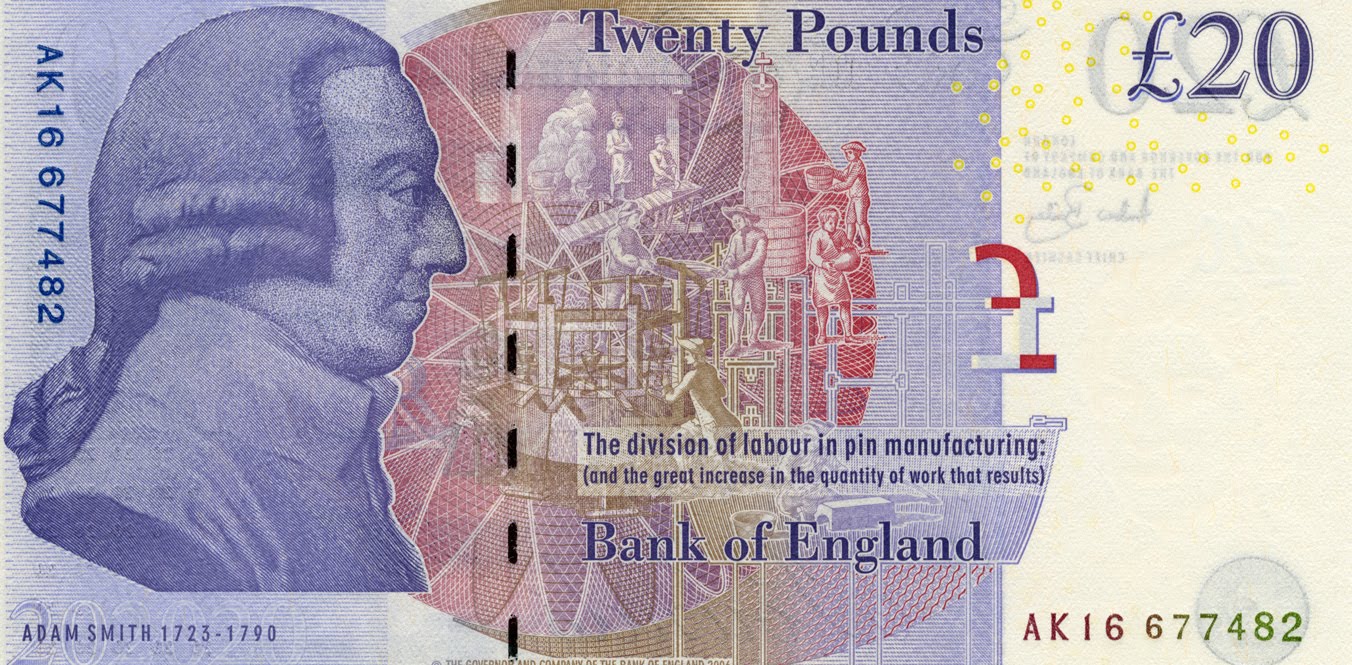 Twenty Pounds
£20
AK16 677482
The division of labour in pin manufacturing:
(and the great increase in the quantity of work that results)
Bank of England
AK16 677482
ADAM SMITH 1723-1790
© THE GOVERNOR AND COMPANY OF THE BANK OF ENGLAND 2006